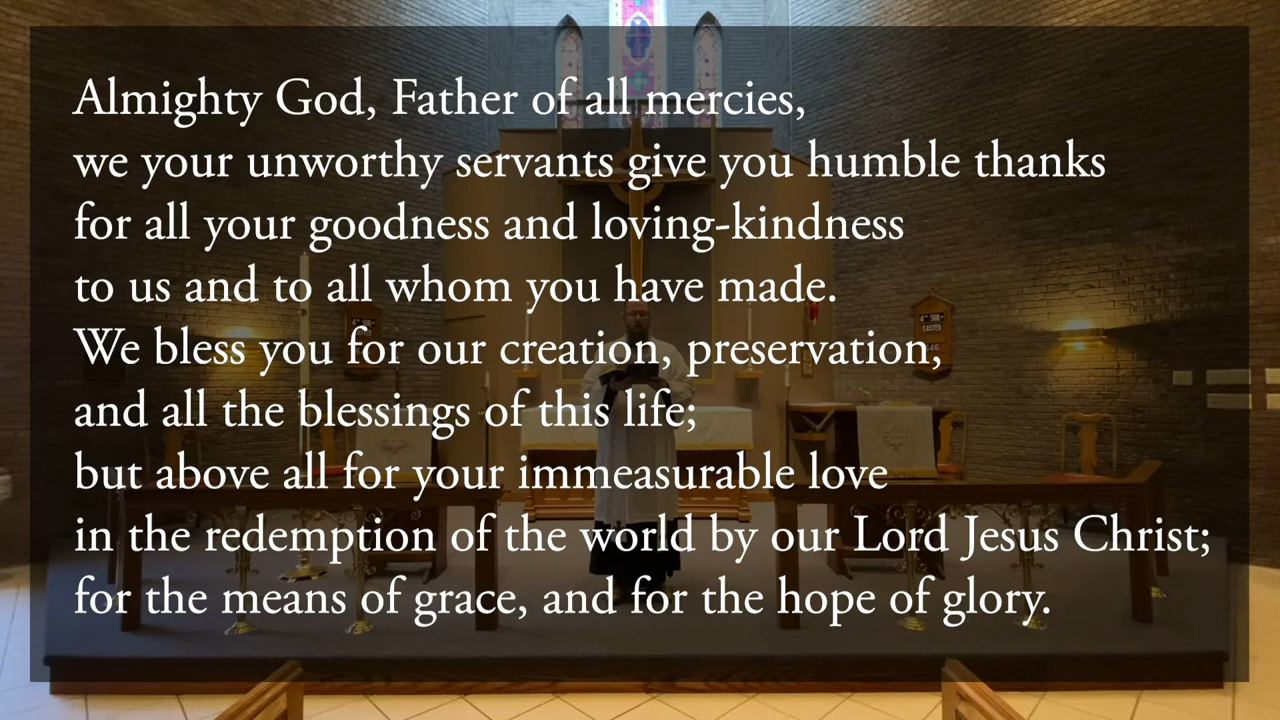 Almighty God, Father of all mercies,
we your unworthy servants give you humble thanks
for all your goodness and loving-kindness
to us and to all whom you have made.
We bless you for our creation, preservation,
and all the blessings of this life;
but above all for your immeasurable love
in the redemption of the world by our Lord Jesus Christ;
for the means of grace, and for the hope of glory.
4TH SUN
EASTER